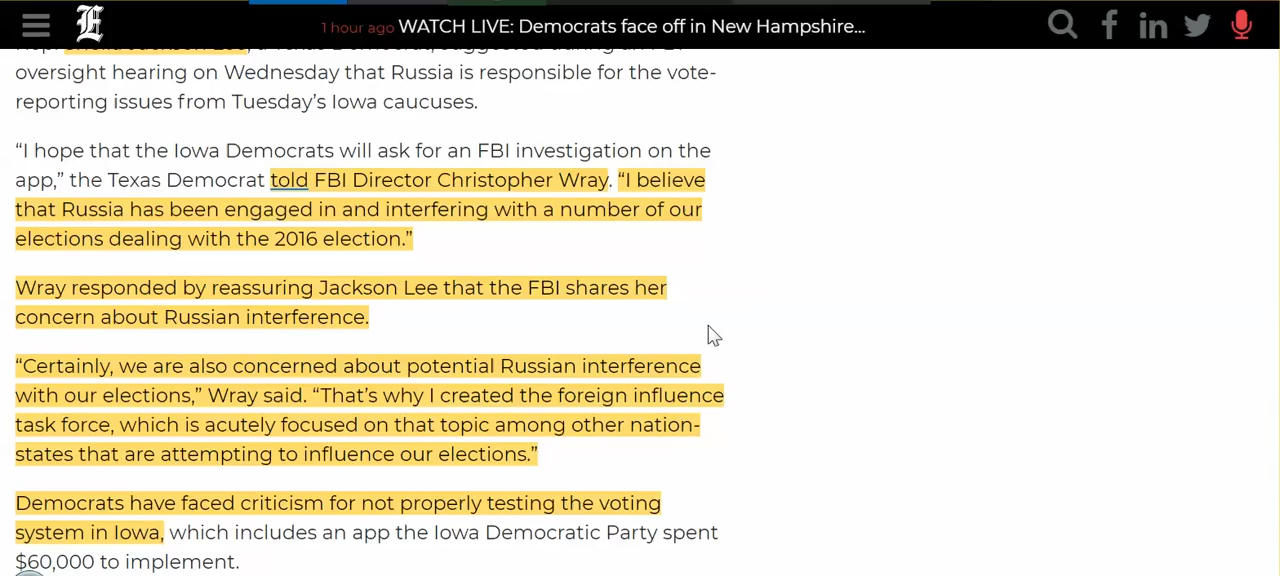 1 hour ago WATCH LIVE: Democrats face off in New Hampshire...
oversight hearing on Wednesday that Russia is responsible for the vote-
reporting issues from Tuesday’s Iowa caucuses.
“I hope that the Iowa Democrats will ask for an FBI investigation on the
app,” the Texas Democrat told FBI Director Christopher Wray. “I believe
that Russia has been engaged in and interfering with a number of our
elections dealing with the 2016 election.”
Wray responded by reassuring Jackson Lee that the FBI shares her
concern about Russian interference.
“Certainly, we are also concerned about potential Russian interference
with our elections,” Wray said. “That’s why I created the foreign influence
task force, which is acutely focused on that topic among other nation-
states that are attempting to influence our elections.”
Democrats have faced criticism for not properly testing the voting
system in Iowa, which includes an app the Iowa Democratic Party spent
$60,000 to implement.